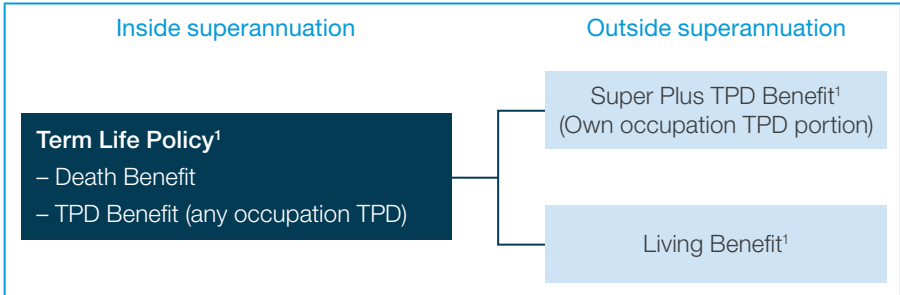 Inside superannuation
Outside superannuation
Term Life Policy¹
– Death Benefit
– TPD Benefit (any occupation TPD)
Super Plus TPD Benefit¹
(Own occupation TPD portion)
Living Benefit¹